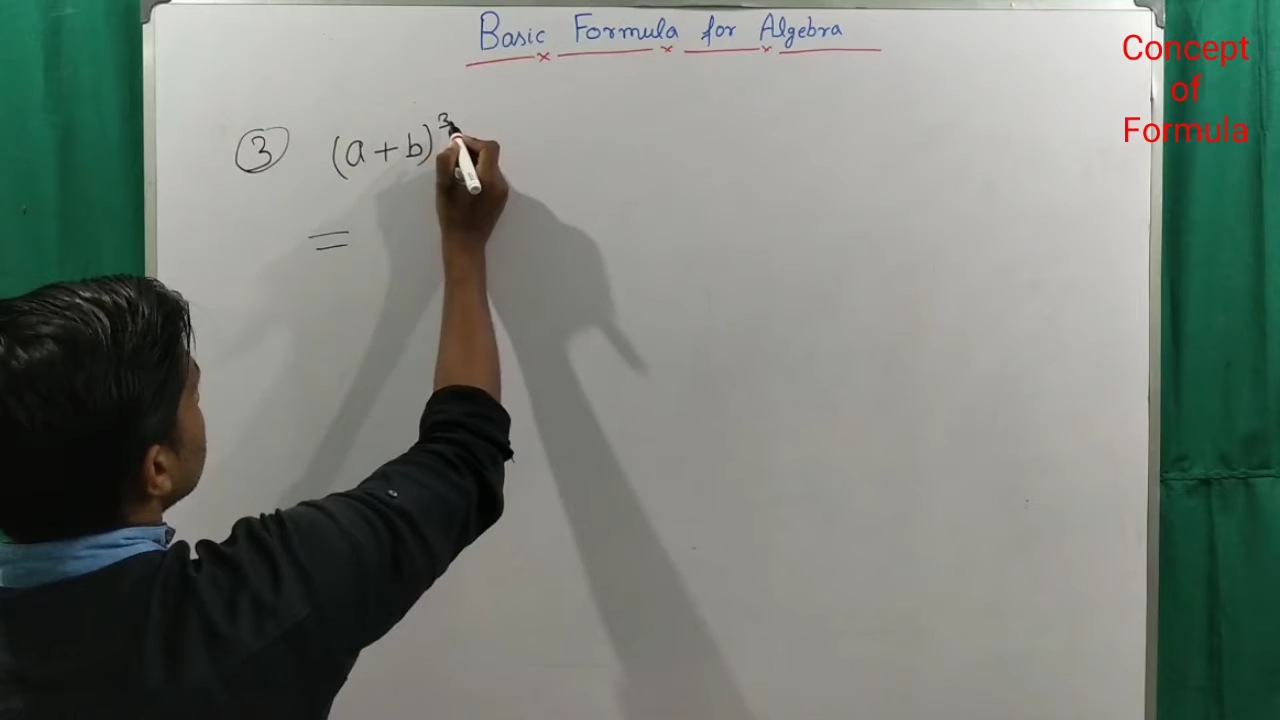 Basic Formula for Algebra
Concept
of
Formula
③ (a+b)³
=